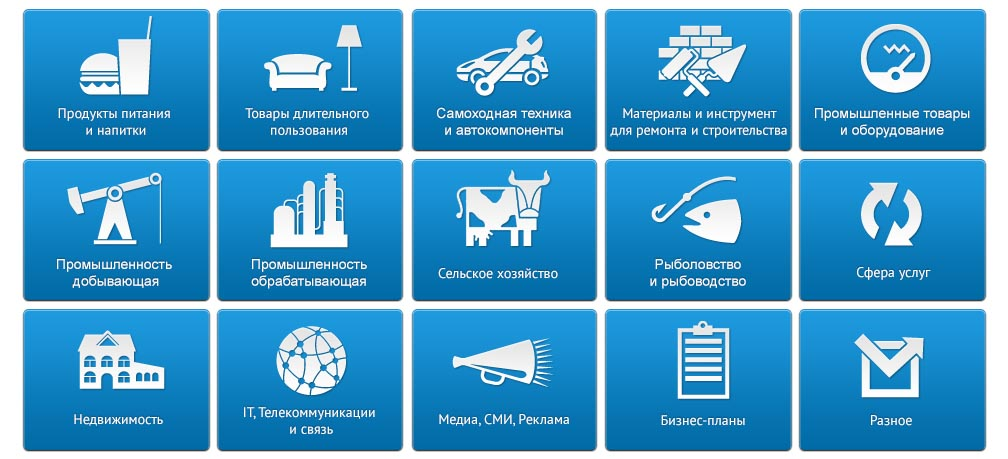 Продукты питания
и напитки
Товары длительного
пользования
Самоходная техника
и автокомпоненты
Материалы и инструмент
для ремонта и строительства
Промышленные товары
и оборудование
Промышленность
добывающая
Промышленность
обрабатывающая
Сельское хозяйство
Рыболовство
и рыбоводство
Сфера услуг
Недвижимость
IT, Телекоммуникации
и связь
Медиа, СМИ, Реклама
Бизнес-планы
Разное